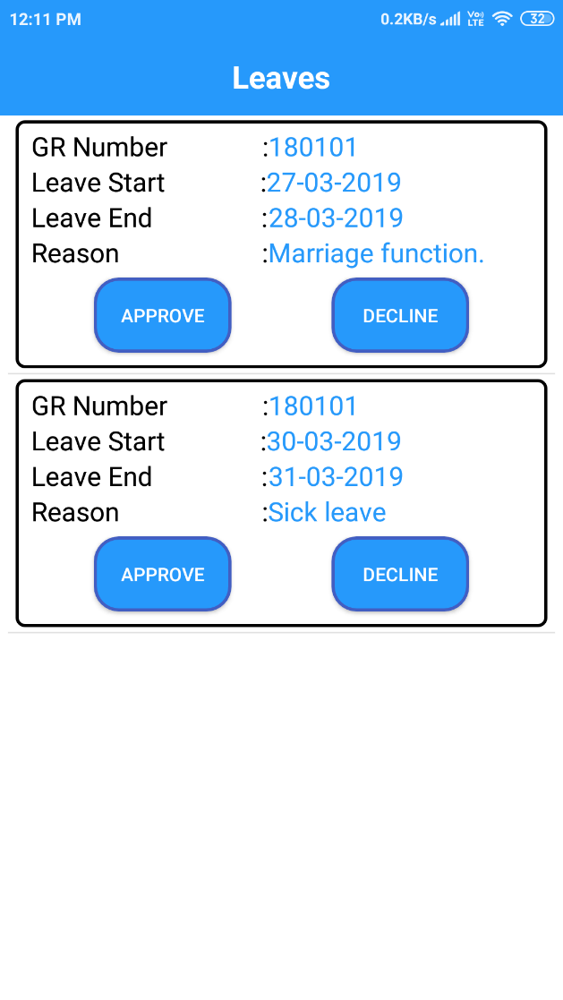 12:11 PM 0.2KB/s Vo) LTE 32
Leaves
GR Number :180101
Leave Start :27-03-2019
Leave End :28-03-2019
Reason :Marriage function.
APPROVE DECLINE
GR Number :180101
Leave Start :30-03-2019
Leave End :31-03-2019
Reason :Sick leave
APPROVE DECLINE